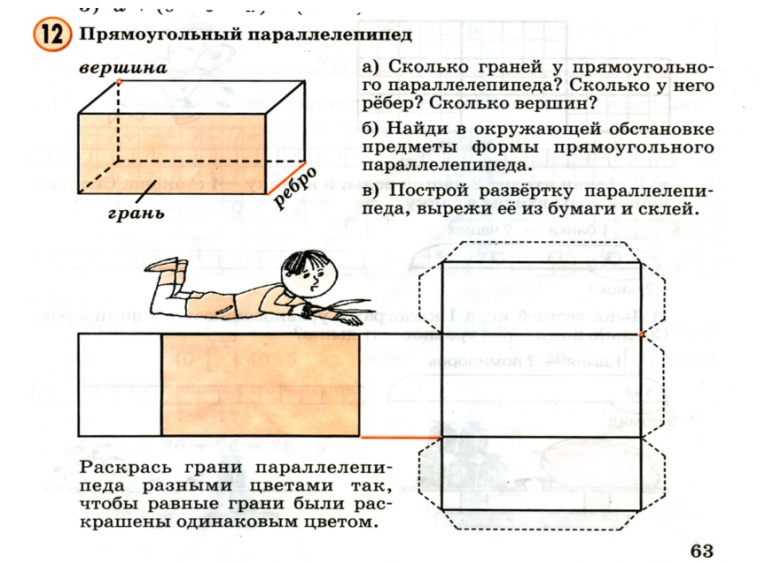 12 Прямоугольный параллелепипед
вершина
грань
ребро
а) Сколько граней у прямоугольно-
го параллелепипеда? Сколько у него
рёбер? Сколько вершин?
б) Найди в окружающей обстановке
предметы формы прямоугольного
параллелепипеда.
в) Построй развёртку параллелепи-
педа, вырежи её из бумаги и склей.
Раскрась грани параллелепи-
педа разными цветами так,
чтобы равные грани были рас-
крашены одинаковым цветом.
63